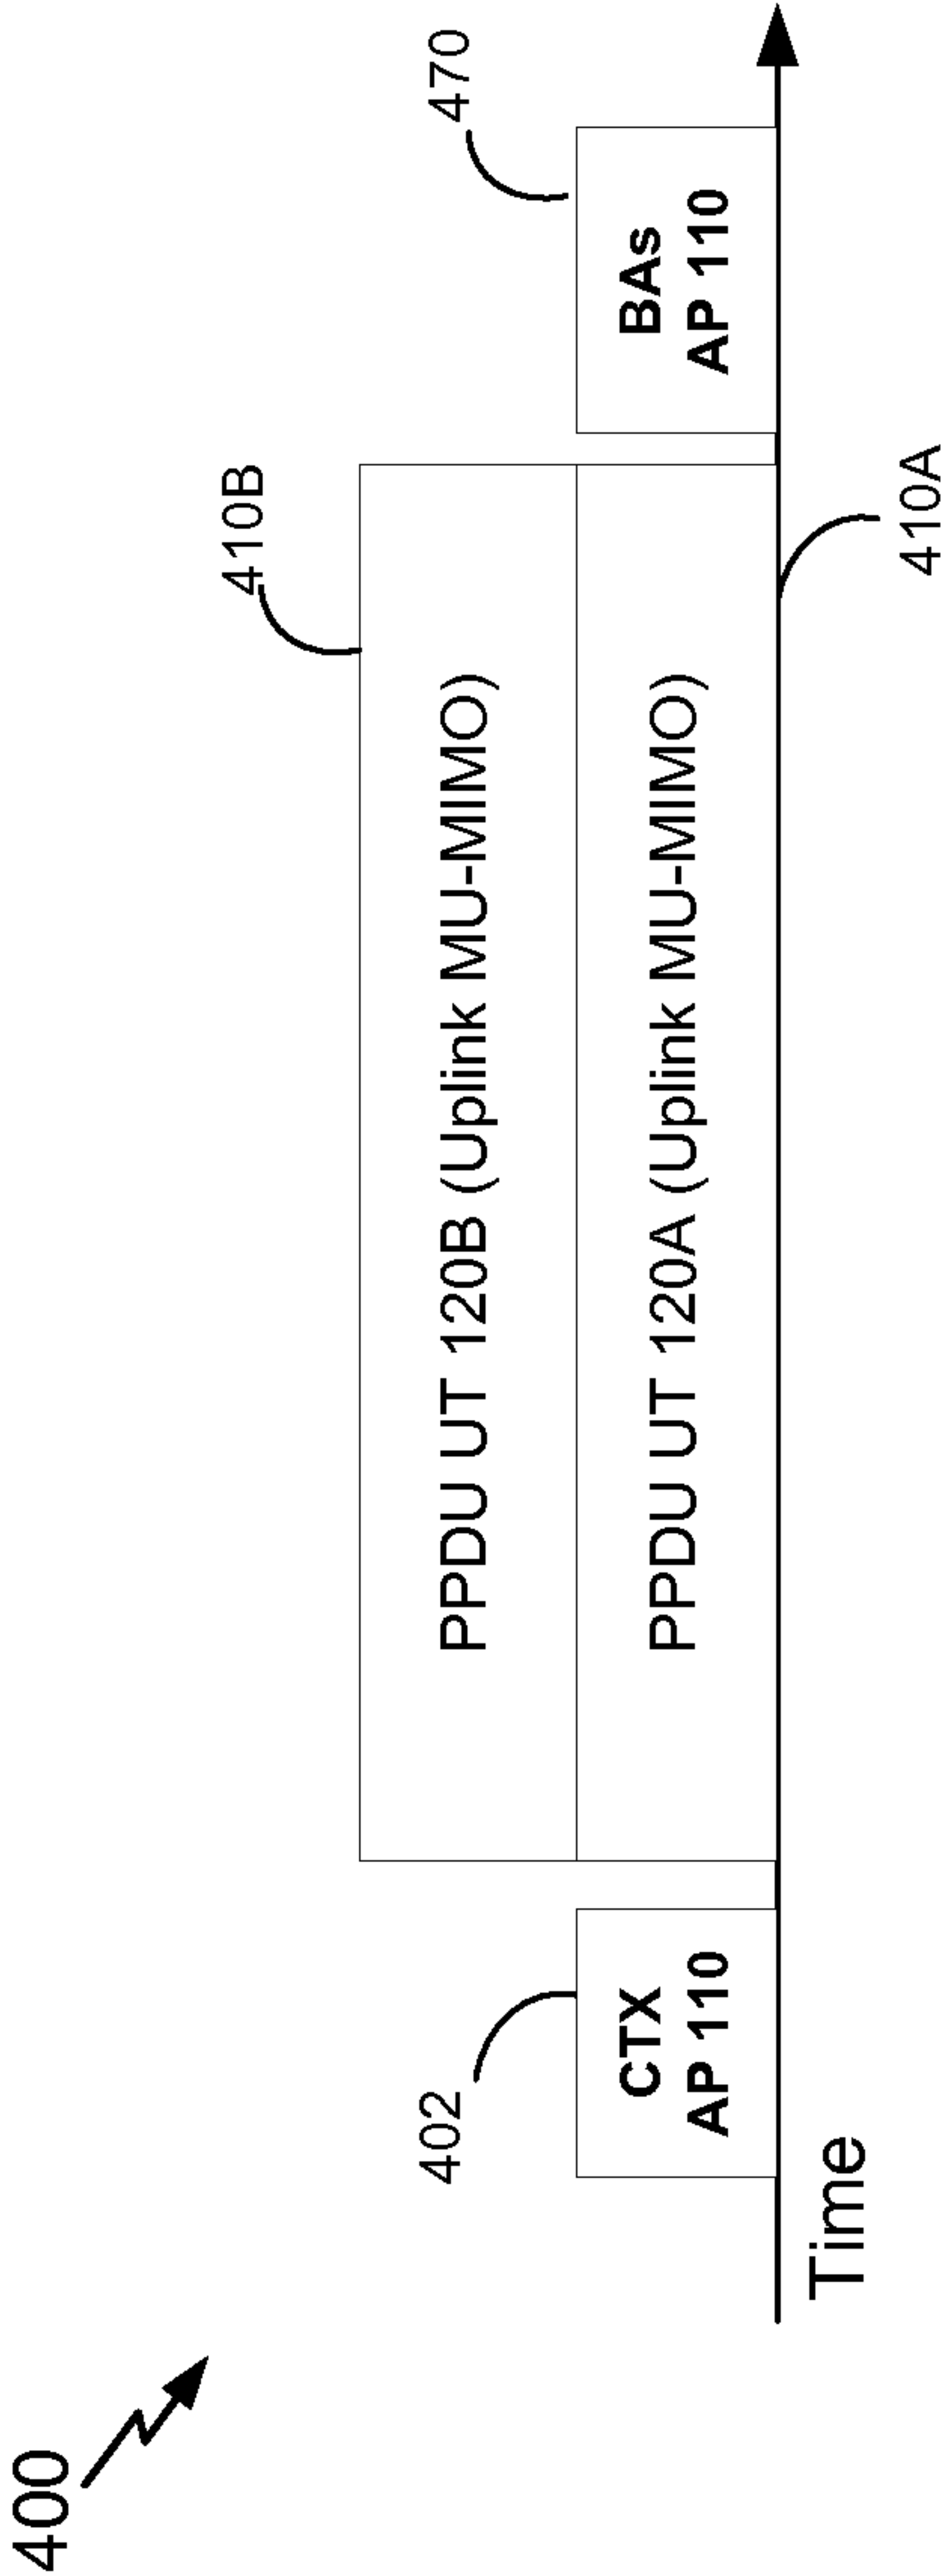 400
410B
470
402
PPDU UT 120B (Uplink MU-MIMO)
PPDU UT 120A (Uplink MU-MIMO)
CTX
AP 110
BAs
AP 110
Time
410A